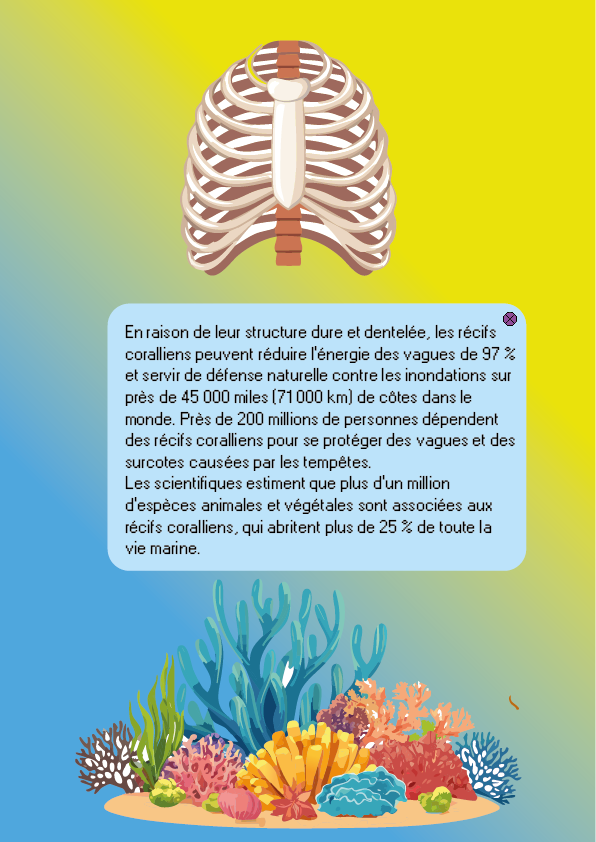 En raison de leur structure dure et dentelée, les récifs
coralliens peuvent réduire l'énergie des vagues de 97 %
et servir de défense naturelle contre les inondations sur
près de 45 000 miles (71 000 km) de côtes dans le
monde. Près de 200 millions de personnes dépendent
des récifs coralliens pour se protéger des vagues et des
surcotes causées par les tempêtes.
Les scientifiques estiment que plus d'un million
d'espèces animales et végétales sont associées aux
récifs coralliens, qui abritent plus de 25 % de toute la
vie marine.